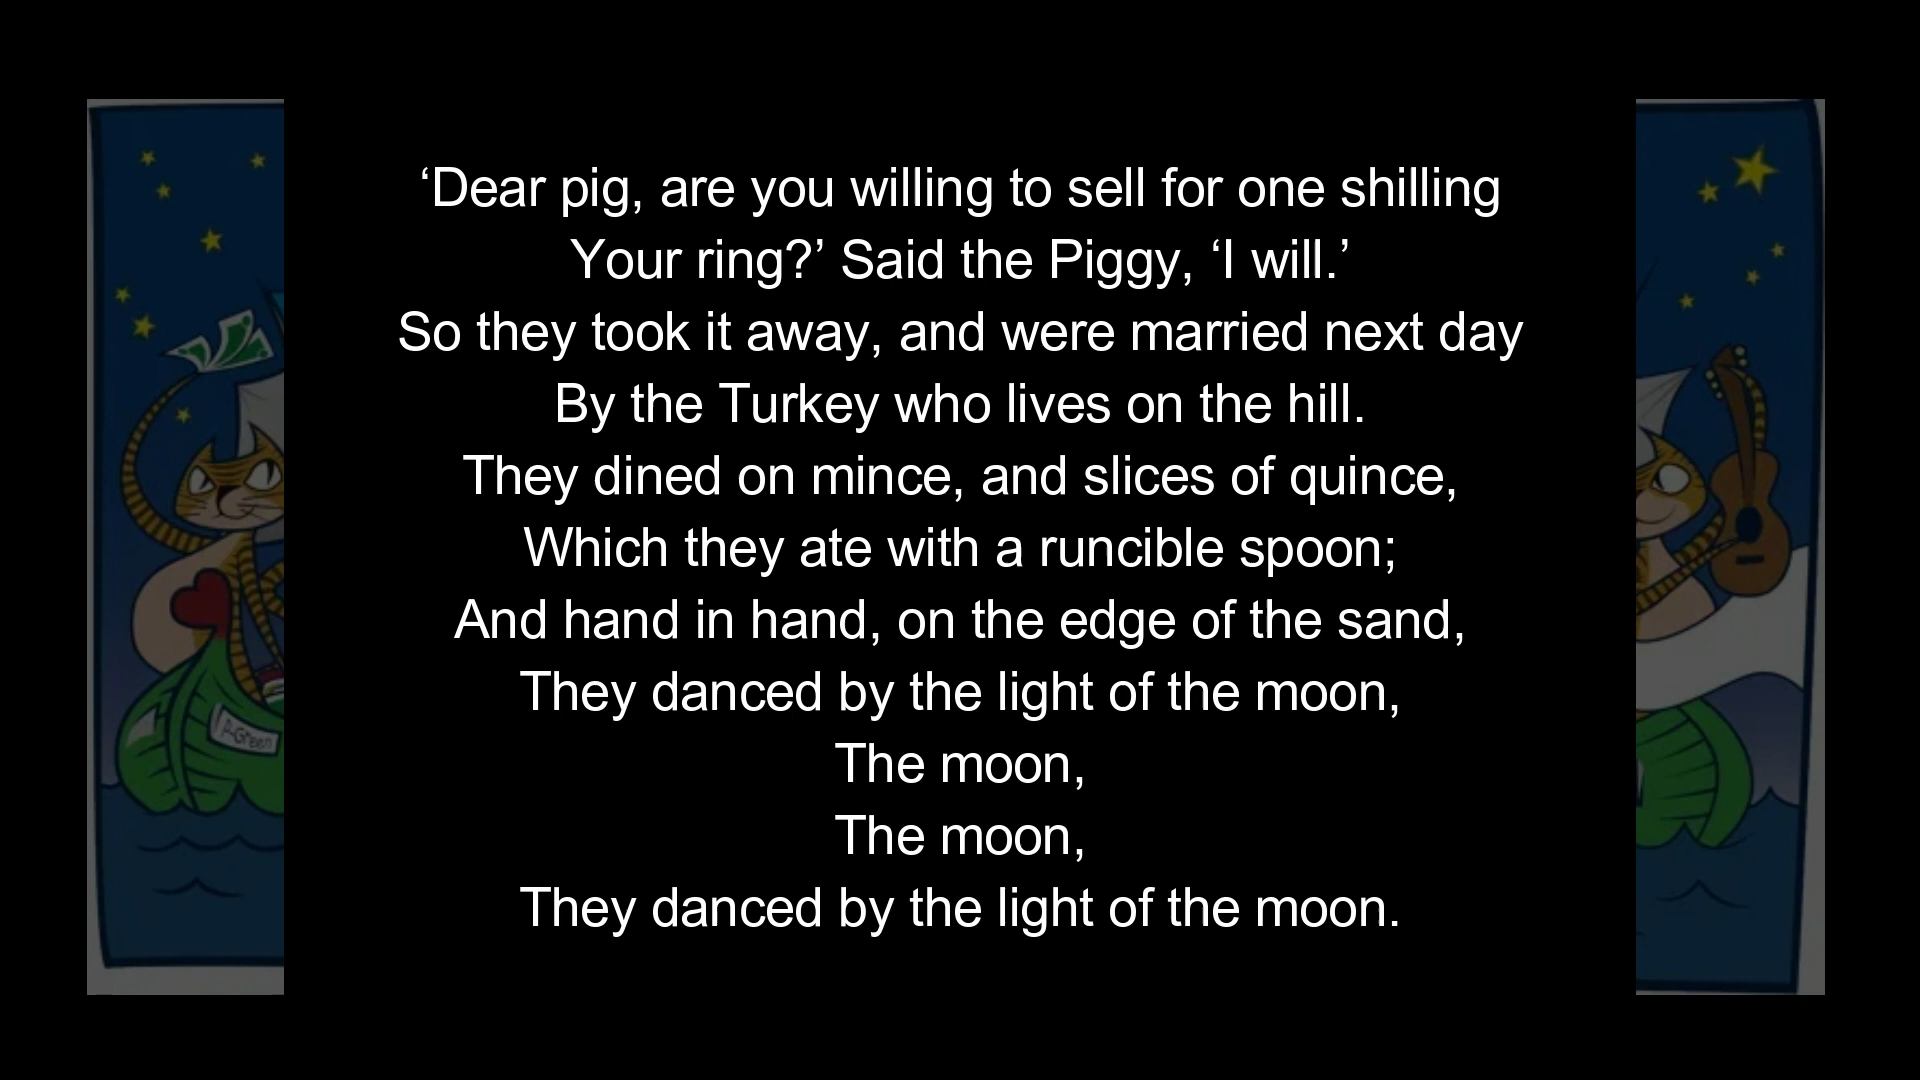 ‘Dear pig, are you willing to sell for one shilling
Your ring?’ Said the Piggy, ‘I will.’
So they took it away, and were married next day
By the Turkey who lives on the hill.
They dined on mince, and slices of quince,
Which they ate with a runcible spoon;
And hand in hand, on the edge of the sand,
They danced by the light of the moon,
The moon,
The moon,
They danced by the light of the moon.
P-Green